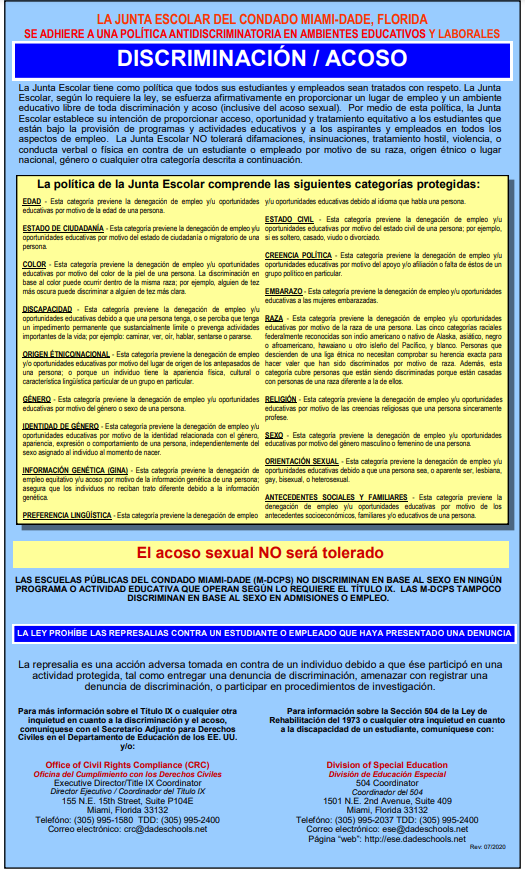 LA JUNTA ESCOLAR DEL CONDADO MIAMI-DADE, FLORIDA
SE ADHIERE A UNA POLÍTICA ANTIDISCRIMINATORIA EN AMBIENTES EDUCATIVOS Y LABORALES
DISCRIMINACIÓN / ACOSO
La Junta Escolar tiene como política que todos sus estudiantes y empleados sean tratados con respeto. La Junta
Escolar, según lo requiere la ley, se esfuerza afirmativamente en proporcionar un lugar de empleo y un ambiente
educativo libre de toda discriminación y acoso (inclusive del acoso sexual). Por medio de esta política, la Junta
Escolar establece su intención de proporcionar acceso, oportunidad y tratamiento equitativo a los estudiantes que
están bajo la provisión de programas y actividades educativas y a los aspirantes y empleados en todos los
aspectos de empleo. La Junta Escolar NO tolerará difamaciones, insinuaciones, tratamiento hostil, violencia, o
conducta verbal o física en contra de un estudiante o empleado por motivo de su raza, origen étnico o lugar
nacional, género o cualquier otra categoría descrita a continuación.
La política de la Junta Escolar comprende las siguientes categorías protegidas:
EDAD - Esta categoría previene la denegación de empleo y/u oportunidades
educativas por motivo de la edad de una persona.
ESTADO DE CIUDADANÍA - Esta categoría previene la denegación de empleo y/u
oportunidades educativas por motivo del estado de ciudadanía o migratorio de una
persona.
COLOR - Esta categoría previene la denegación de empleo y/u oportunidades
educativas por motivo del color de la piel de una persona. La discriminación en
base al color puede ocurrir dentro de la misma raza; por ejemplo, alguien de tez
más oscura puede discriminar a alguien de tez más clara.
DISCAPACIDAD - Esta categoría previene la denegación de empleo y/u
oportunidades educativas debido a que una persona tenga, o se perciba que tenga
un impedimento permanente que sustancialmente limite o prevenga actividades
importantes de la vida; por ejemplo: caminar, ver, oír, hablar, sentarse o pararse.
ORIGEN ÉTNICO\NACIONAL - Esta categoría previene la denegación de empleo
y/o oportunidades educativas por motivo del lugar de origen de los antepasados de
una persona; o porque un individuo tiene la apariencia física, cultural o
característica lingüística particular de un grupo en particular.
GÉNERO - Esta categoría previene la denegación de empleo y/u oportunidades
educativas por motivo del género o sexo de una persona.
IDENTIDAD DE GÉNERO - Esta categoría previene la denegación de empleo y/u
oportunidades educativas por motivo de la identidad relacionada con el género,
apariencia, expresión o comportamiento de una persona, independientemente del
sexo asignado al individuo al momento de nacer.
INFORMACIÓN GENÉTICA (GINA) - Esta categoría previene la denegación de
empleo equitativo y/u acoso por motivo de la información genética de una persona;
asegura que los individuos no reciban trato diferente debido a la información
genética.
PREFERENCIA LINGÜÍSTICA - Esta categoría previene la denegación de empleo
y/u oportunidades educativas debido al idioma que habla una persona.
ESTADO CIVIL - Esta categoría previene la denegación de empleo y/u
oportunidades educativas por motivo del estado civil de una persona; por ejemplo,
si es soltero, casado, viudo o divorciado.
CREENCIA POLÍTICA - Esta categoría previene la denegación de empleo y/u
oportunidades educativas por motivo del apoyo y/o afiliación o falta de éstos de un
grupo político en particular.
EMBARAZO - Esta categoría previene la denegación de empleo y/u oportunidades
educativas a las mujeres embarazadas.
RAZA - Esta categoría previene la denegación de empleo y/u oportunidades
educativas por motivo de la raza de una persona. Las cinco categorías raciales
federalmente reconocidas son indio americano o nativo de Alaska, asiático, negro
o afroamericano, hawaiano u otro isleño del Pacífico, y blanco. Personas que
descienden de una liga étnica no necesitan comprobar su herencia exacta para
hacer valer que han sido discriminados por motivo de raza. Además, esta
categoría cubre personas que están siendo discriminadas porque están casadas
con personas de una raza diferente a la de ellos.
RELIGIÓN - Esta categoría previene la denegación de empleo y/u oportunidades
educativas por motivo de las creencias religiosas que una persona sinceramente
profese.
SEXO - Esta categoría previene la denegación de empleo y/u oportunidades
educativas por motivo del género masculino o femenino de una persona.
ORIENTACIÓN SEXUAL - Esta categoría previene la denegación de empleo y/u
oportunidades educativas debido a que una persona sea, o aparente ser, lesbiana,
gay, bisexual, o heterosexual.
ANTECEDENTES SOCIALES Y FAMILIARES - Esta categoría previene la
denegación de empleo y/u oportunidades educativas por motivo de los
antecedentes socioeconómicos, familiares y/o educativos de una persona.
El acoso sexual NO será tolerado
LAS ESCUELAS PÚBLICAS DEL CONDADO MIAMI-DADE (M-DCPS) NO DISCRIMINAN EN BASE AL SEXO EN NINGÚN
PROGRAMA O ACTIVIDAD EDUCATIVA QUE OPERAN SEGÚN LO REQUIERE EL TÍTULO IX. LAS M-DCPS TAMPOCO
DISCRIMINAN EN BASE AL SEXO EN ADMISIONES O EMPLEO.
LA LEY PROHÍBE LAS REPRESALIAS CONTRA UN ESTUDIANTE O EMPLEADO QUE HAYA PRESENTADO UNA DENUNCIA
La represalia es una acción adversa tomada en contra de un individuo debido a que ése participó en una
actividad protegida, tal como entregar una denuncia de discriminación, amenazar con registrar una
denuncia de discriminación, o participar en procedimientos de investigación.
Para más información sobre el Título IX o cualquier otra
inquietud en cuanto a la discriminación y el acoso,
comuníquese con el Secretario Adjunto para Derechos
Civiles en el Departamento de Educación de los EE. UU.
y/o:
Office of Civil Rights Compliance (CRC)
Oficina del Cumplimiento con los Derechos Civiles
Executive Director/Title IX Coordinator
Director Ejecutivo / Coordinador del Título IX
155 N.E. 15th Street, Suite P104E
Miami, Florida 33132
Teléfono: (305) 995-1580 TDD: (305) 995-2400
Correo electrónico: crc@dadeschools.net
Para información sobre la Sección 504 de la Ley de
Rehabilitación del 1973 o cualquier otra inquietud en cuanto
a la discapacidad de un estudiante, comuníquese con:
Division of Special Education
División de Educación Especial
504 Coordinator
Coordinador del 504
1501 N.E. 2nd Avenue, Suite 409
Miami, Florida 33132
Teléfono: (305) 995-2037 TDD: (305) 995-2400
Correo electrónico: ese@dadeschools.net
Página “web”: http://ese.dadeschools.net
Rev: 07/2020